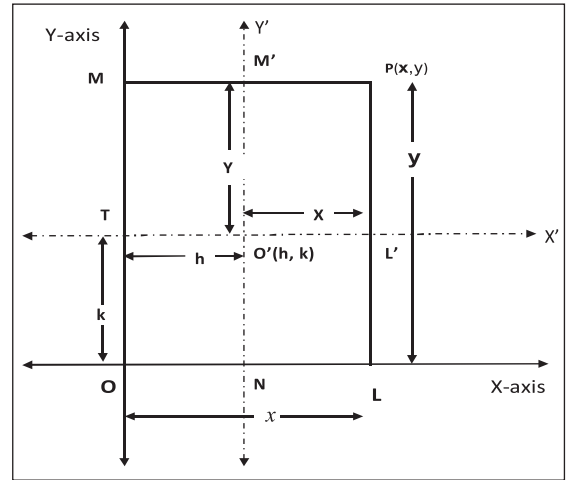 Y-axis Y’
M M’ P(x,y)
Y y
T X X’
h O’(h, k) L’
k
O N L X-axis
x